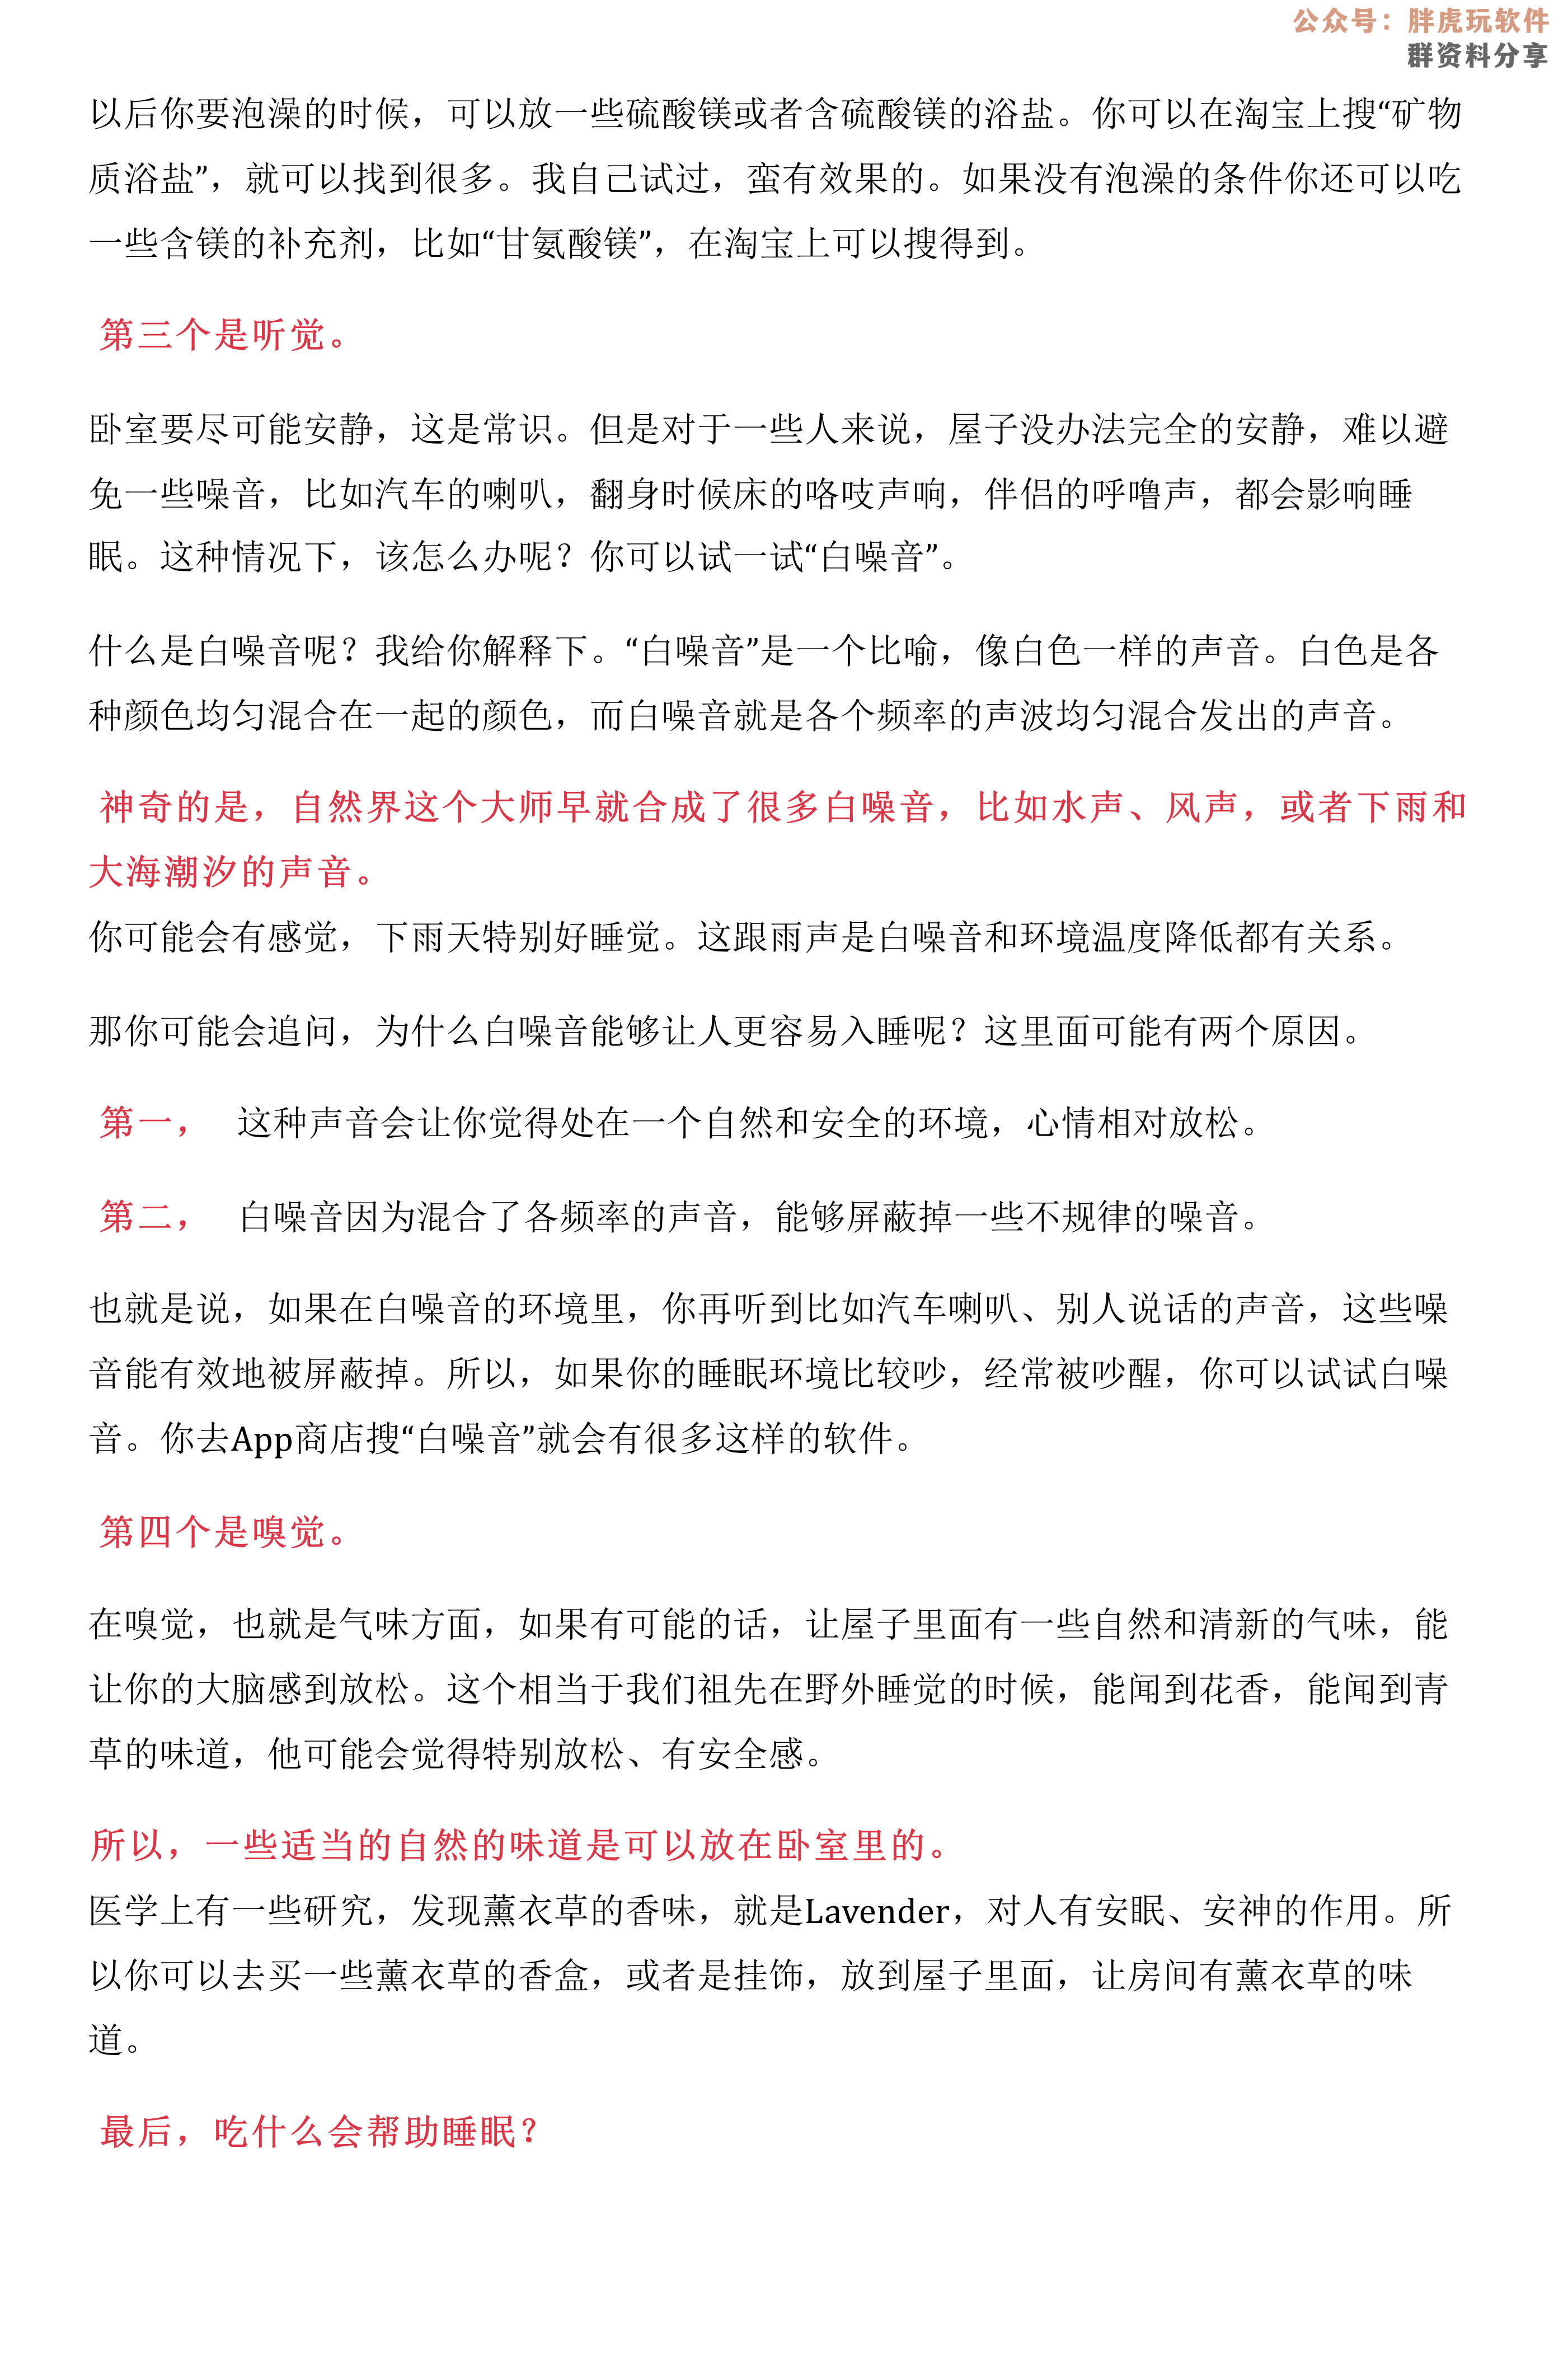 公众号：胖虎玩软件
群资料分享
以后你要泡澡的时候，可以放一些硫酸镁或者含硫酸镁的浴盐。你可以在淘宝上搜“矿物
质浴盐”，就可以找到很多。我自己试过，蛮有效果的。如果没有泡澡的条件你还可以吃
一些含镁的补充剂，比如“甘氨酸镁”，在淘宝上可以搜得到。
第三个是听觉。
卧室要尽可能安静，这是常识。但是对于一些人来说，屋子没办法完全的安静，难以避
免一些噪音，比如汽车的喇叭，翻身时候床的咯吱声响，伴侣的呼噜声，都会影响睡
眠。这种情况下，该怎么办呢？你可以试一试“白噪音”。
什么是白噪音呢？我给你解释下。“白噪音”是一个比喻，像白色一样的声音。白色是各
种颜色均匀混合在一起的颜色，而白噪音就是各个频率的声波均匀混合发出的声音。
神奇的是，自然界这个大师早就合成了很多白噪音，比如水声、风声，或者下雨和
大海潮汐的声音。
你可能会有感觉，下雨天特别好睡觉。这跟雨声是白噪音和环境温度降低都有关系。
那你可能会追问，为什么白噪音能够让人更容易入睡呢？这里面可能有两个原因。
第一， 这种声音会让你觉得处在一个自然和安全的环境，心情相对放松。
第二， 白噪音因为混合了各频率的声音，能够屏蔽掉一些不规律的噪音。
也就是说，如果在白噪音的环境里，你再听到比如汽车喇叭、别人说话的声音，这些噪
音能有效地被屏蔽掉。所以，如果你的睡眠环境比较吵，经常被吵醒，你可以试试白噪
音。你去App商店搜“白噪音”就会有很多这样的软件。
第四个是嗅觉。
在嗅觉，也就是气味方面，如果有可能的话，让屋子里面有一些自然和清新的气味，能
让你的大脑感到放松。这个相当于我们祖先在野外睡觉的时候，能闻到花香，能闻到青
草的味道，他可能会觉得特别放松、有安全感。
所以，一些适当的自然的味道是可以放在卧室里的。
医学上有一些研究，发现薰衣草的香味，就是Lavender，对人有安眠、安神的作用。所
以你可以去买一些薰衣草的香盒，或者是挂饰，放到屋子里面，让房间有薰衣草的味
道。
最后，吃什么会帮助睡眠？